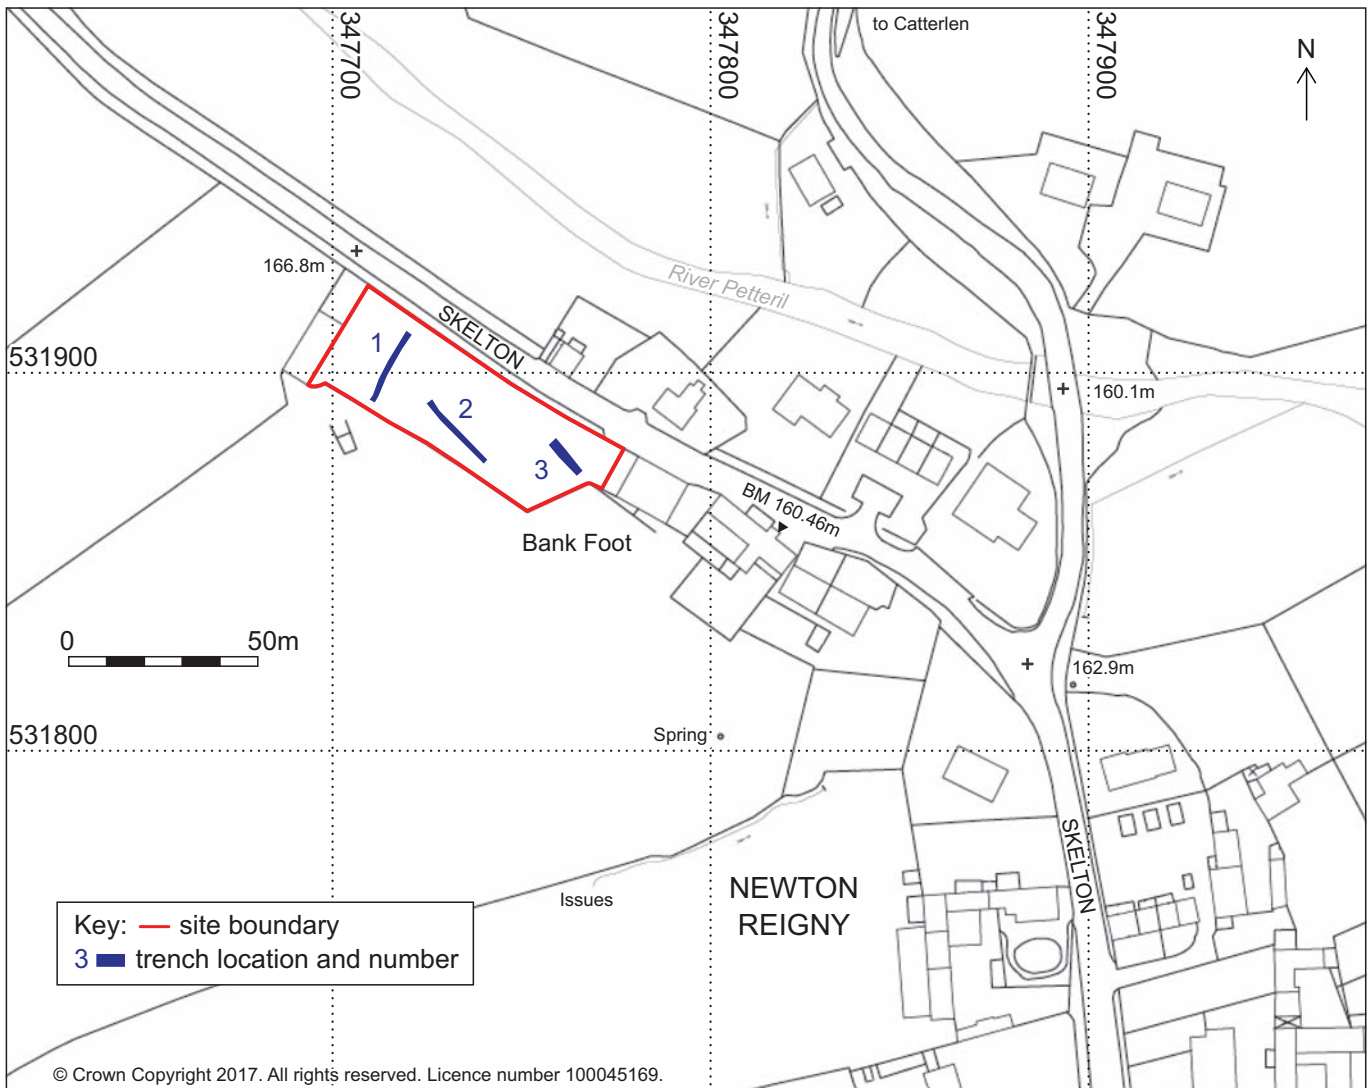 to Catterlen
347700
347800
347900
N
166.8m
SKELTON
River Petteril
531900
1
2
3
160.1m
BM 160.46m
Bank Foot
0 50m
162.9m
531800
Spring
SKELTON
NEWTON
REIGNY
Issues
Key: site boundary
3 trench location and number
© Crown Copyright 2017. All rights reserved. Licence number 100045169.